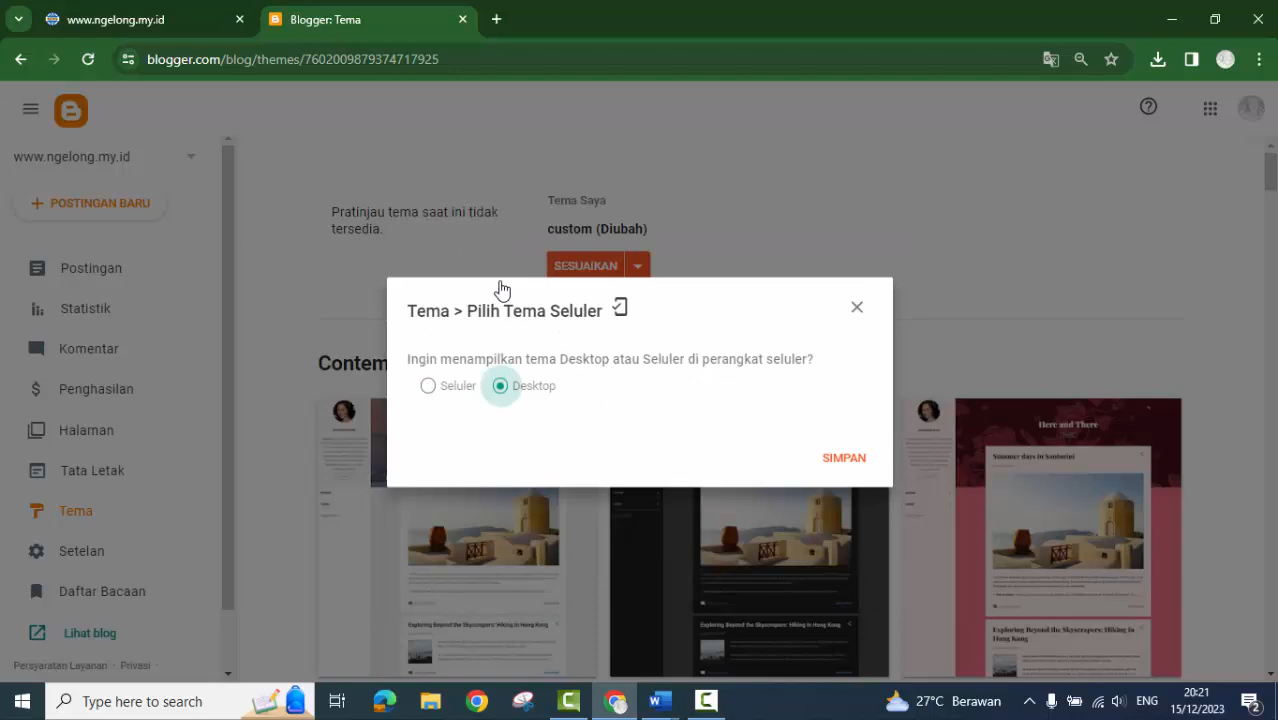 www.ngelong.my.id
Blogger: Tema
blogger.com/blog/themes/7602009879374717925
www.ngelong.my.id
POSTINGAN BARU
Postingan
Statistik
Komentar
Penghasilan
Halaman
Tata Letak
Tema
Setelan
Daftar Bacaan
Lihat blog
Persyaratan Layanan · Privasi ·
Pratinjau tema saat ini tidak
tersedia.
Tema Saya
custom (Diubah)
SESUAIKAN
Tema > Pilih Tema Seluler
Ingin menampilkan tema Desktop atau Seluler di perangkat seluler?
Seluler
Desktop
SIMPAN
Contem
Here and There
Summer days in Santorini
Exploring Beyond the Skyscrapers: Hiking in Hong Kong
Exploring Beyond the Skyscrapers: Hiking in Hong Kong
Exploring Beyond the Skyscrapers: Hiking in
Hong Kong
Type here to search
27°C Berawan
ENG
20:21
15/12/2023
2